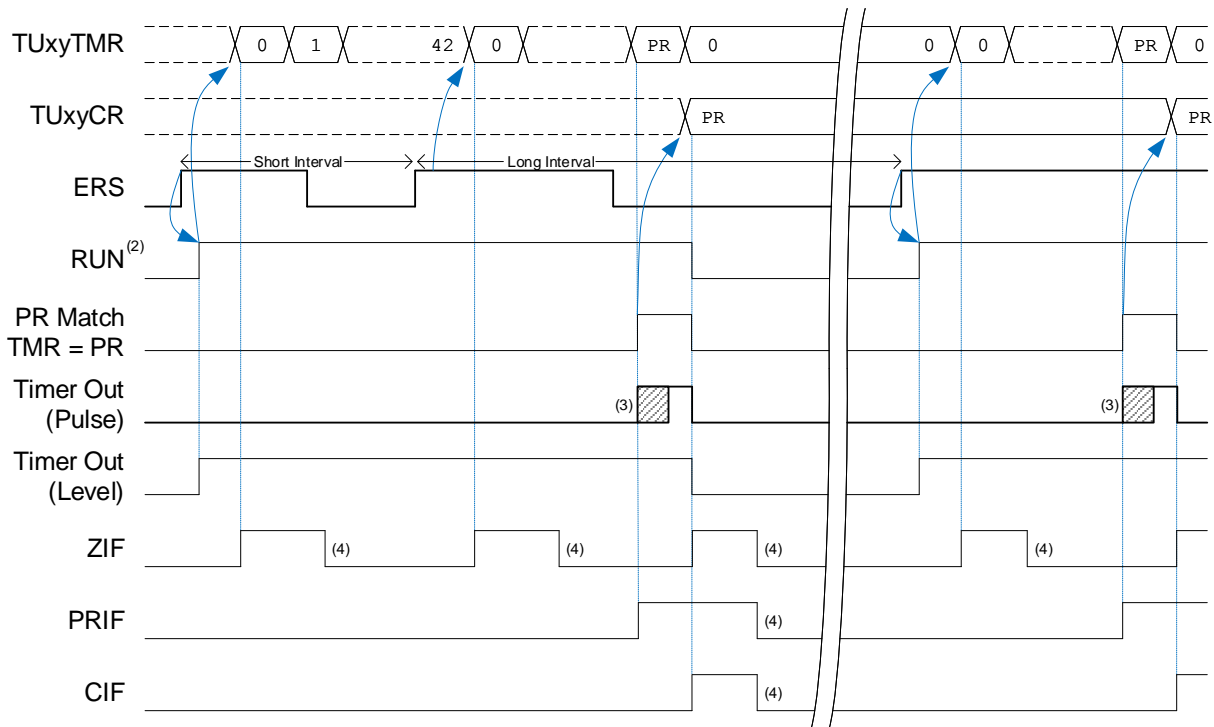 TUxyTMR 0 1 42 0 PR 0 0 0 PR 0
TUxyCR PR PR
Short Interval Long Interval
ERS
RUN(2)
PR Match
TMR = PR
Timer Out
(Pulse) (3) (3)
Timer Out
(Level)
ZIF (4) (4) (4) (4)
PRIF (4)
CIF (4)